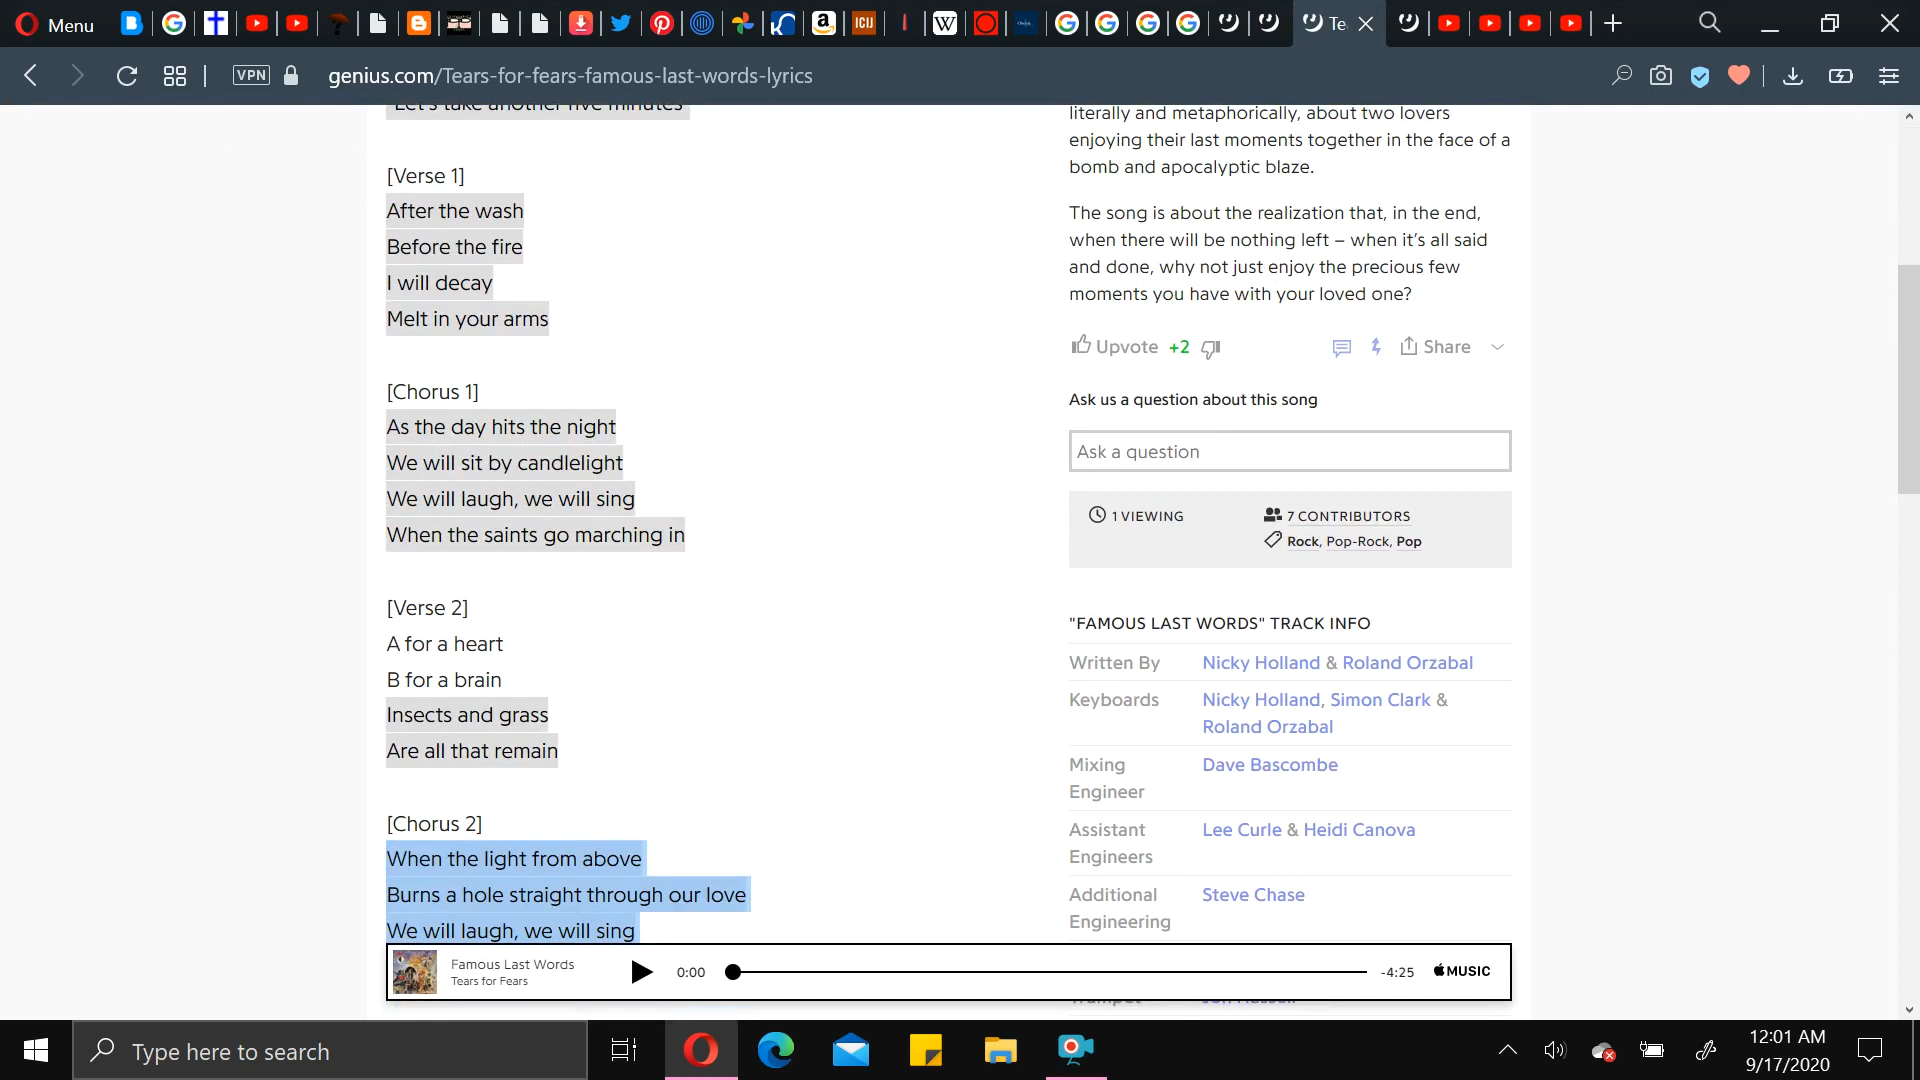 Menu
Te
VPN
genius.com/Tears-for-fears-famous-last-words-lyrics
"Let's take another five minutes"
[Verse 1]
After the wash
Before the fire
I will decay
Melt in your arms
[Chorus 1]
As the day hits the night
We will sit by candlelight
We will laugh, we will sing
When the saints go marching in
[Verse 2]
A for a heart
B for a brain
Insects and grass
Are all that remain
[Chorus 2]
When the light from above
Burns a hole straight through our love
We will laugh, we will sing
literally and metaphorically, about two lovers
enjoying their last moments together in the face of a
bomb and apocalyptic blaze.
The song is about the realization that, in the end,
when there will be nothing left – when it's all said
and done, why not just enjoy the precious few
moments you have with your loved one?
Upvote +2
Share
Ask us a question about this song
Ask a question
1 VIEWING
7 CONTRIBUTORS
Rock, Pop-Rock, Pop
"FAMOUS LAST WORDS" TRACK INFO
Written By Nicky Holland & Roland Orzabal
Keyboards Nicky Holland, Simon Clark &
Roland Orzabal
Mixing Dave Bascombe
Engineer
Assistant Lee Curle & Heidi Canova
Engineers
Additional Steve Chase
Engineering
Trumpet Jon Hassell
Famous Last Words
Tears for Fears
0:00
-4:25
MUSIC
Type here to search
12:01 AM
9/17/2020